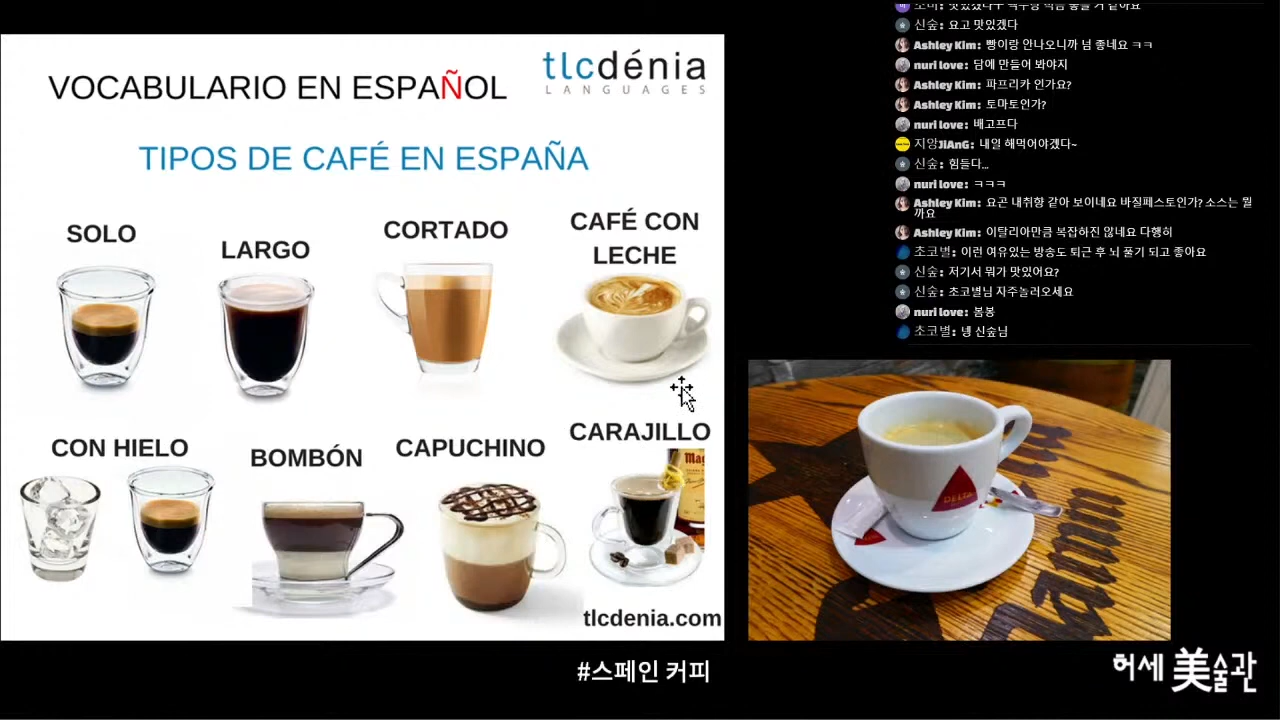 VOCABULARIO EN ESPAÑOL
tlcdénia
LANGUAGES
TIPOS DE CAFÉ EN ESPAÑA
SOLO
LARGO
CORTADO
CAFÉ CON
LECHE
CON HIELO
BOMBÓN
CAPUCHINO
CARAJILLO
Mag
tlcdenia.com
신숲: 요고 맛있겠다
Ashley Kim: 빵이랑 안나오니까 넘 좋네요 ㅋㅋ
nuri love: 담에 만들어 봐야지
Ashley Kim: 파프리카 인가요?
Ashley Kim: 토마토인가?
nuri love: 배고프다
지앙JiAnG: 내일 해먹어야겠다~
신숲: 힘들다...
nuri love: ㅋㅋㅋ
Ashley Kim: 요곤 내취향 같아 보이네요 바질페스토인가? 소스는 뭘
까요
Ashley Kim: 이탈리아만큼 복잡하진 않네요 다행히
초코별: 이런 여유있는 방송도 퇴근 후 뇌 풀기 되고 좋아요
신숲: 저기서 뭐가 맛있어요?
신숲: 초코별님 자주놀러오세요
nuri love: 봄봉
초코별: 넹 신숲님
DELTA
#스페인 커피
허세 美술관